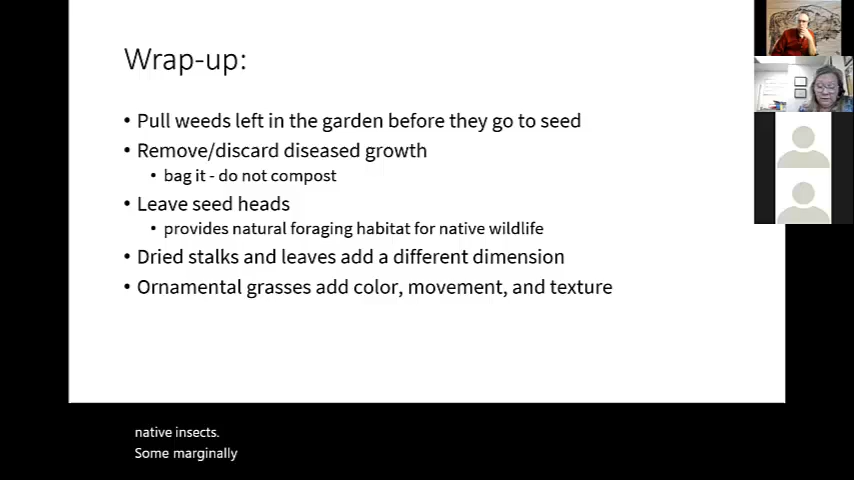 Wrap-up:
• Pull weeds left in the garden before they go to seed
• Remove/discard diseased growth
• bag it - do not compost
• Leave seed heads
• provides natural foraging habitat for native wildlife
• Dried stalks and leaves add a different dimension
• Ornamental grasses add color, movement, and texture
native insects.
Some marginally